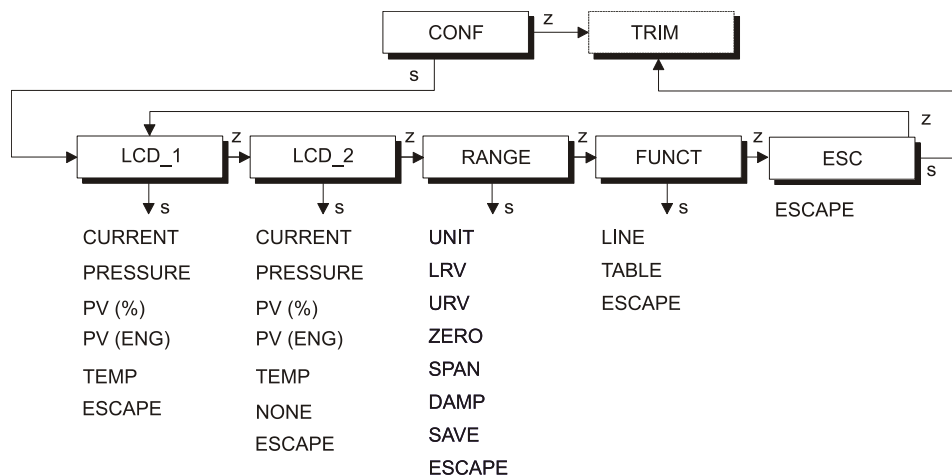 CONF
z
TRIM
s
z
LCD_1
z
LCD_2
z
RANGE
z
FUNCT
z
ESC
s
s
s
s
s
CURRENT
PRESSURE
PV (%)
PV (ENG)
TEMP
ESCAPE
CURRENT
PRESSURE
PV (%)
PV (ENG)
TEMP
NONE
ESCAPE
UNIT
LRV
URV
ZERO
SPAN
DAMP
SAVE
ESCAPE
LINE
TABLE
ESCAPE
ESCAPE